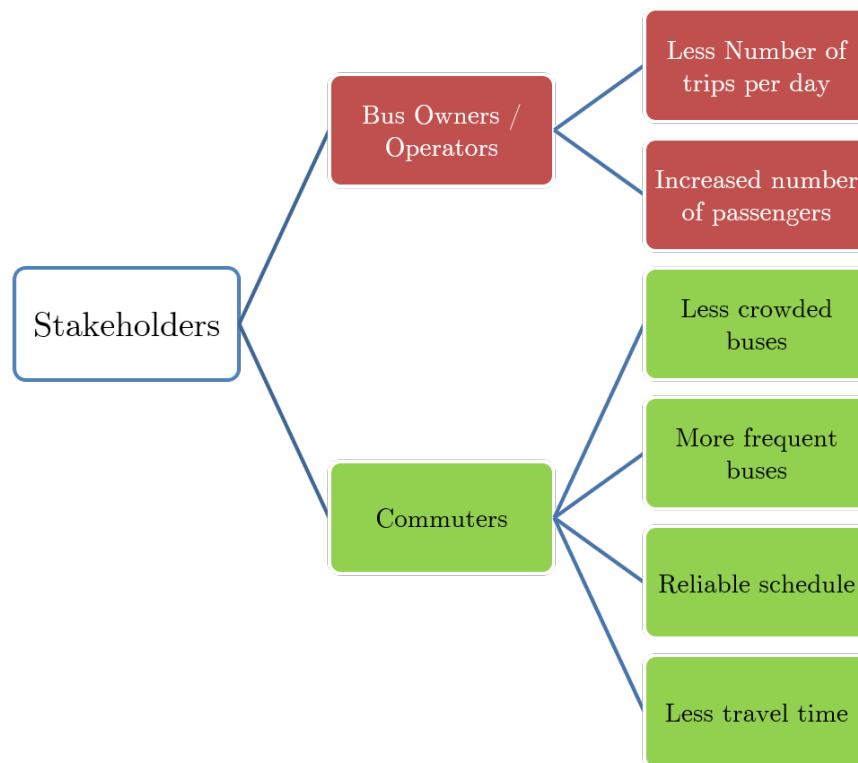 Less Number of
trips per day
Bus Owners /
Operators
Increased number
of passengers
Stakeholders
Less crowded
buses
More frequent
buses
Commuters
Reliable schedule
Less travel time